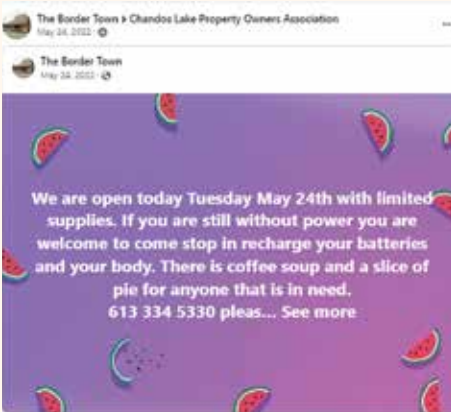 The Border Town ▸ Chandos Lake Property Owners Association
May 24, 2022 ·
The Border Town
May 24, 2022 ·
We are open today Tuesday May 24th with limited
supplies. If you are still without power you are
welcome to come stop in recharge your batteries
and your body. There is coffee soup and a slice of
pie for anyone that is in need.
613 334 5330 pleas... See more